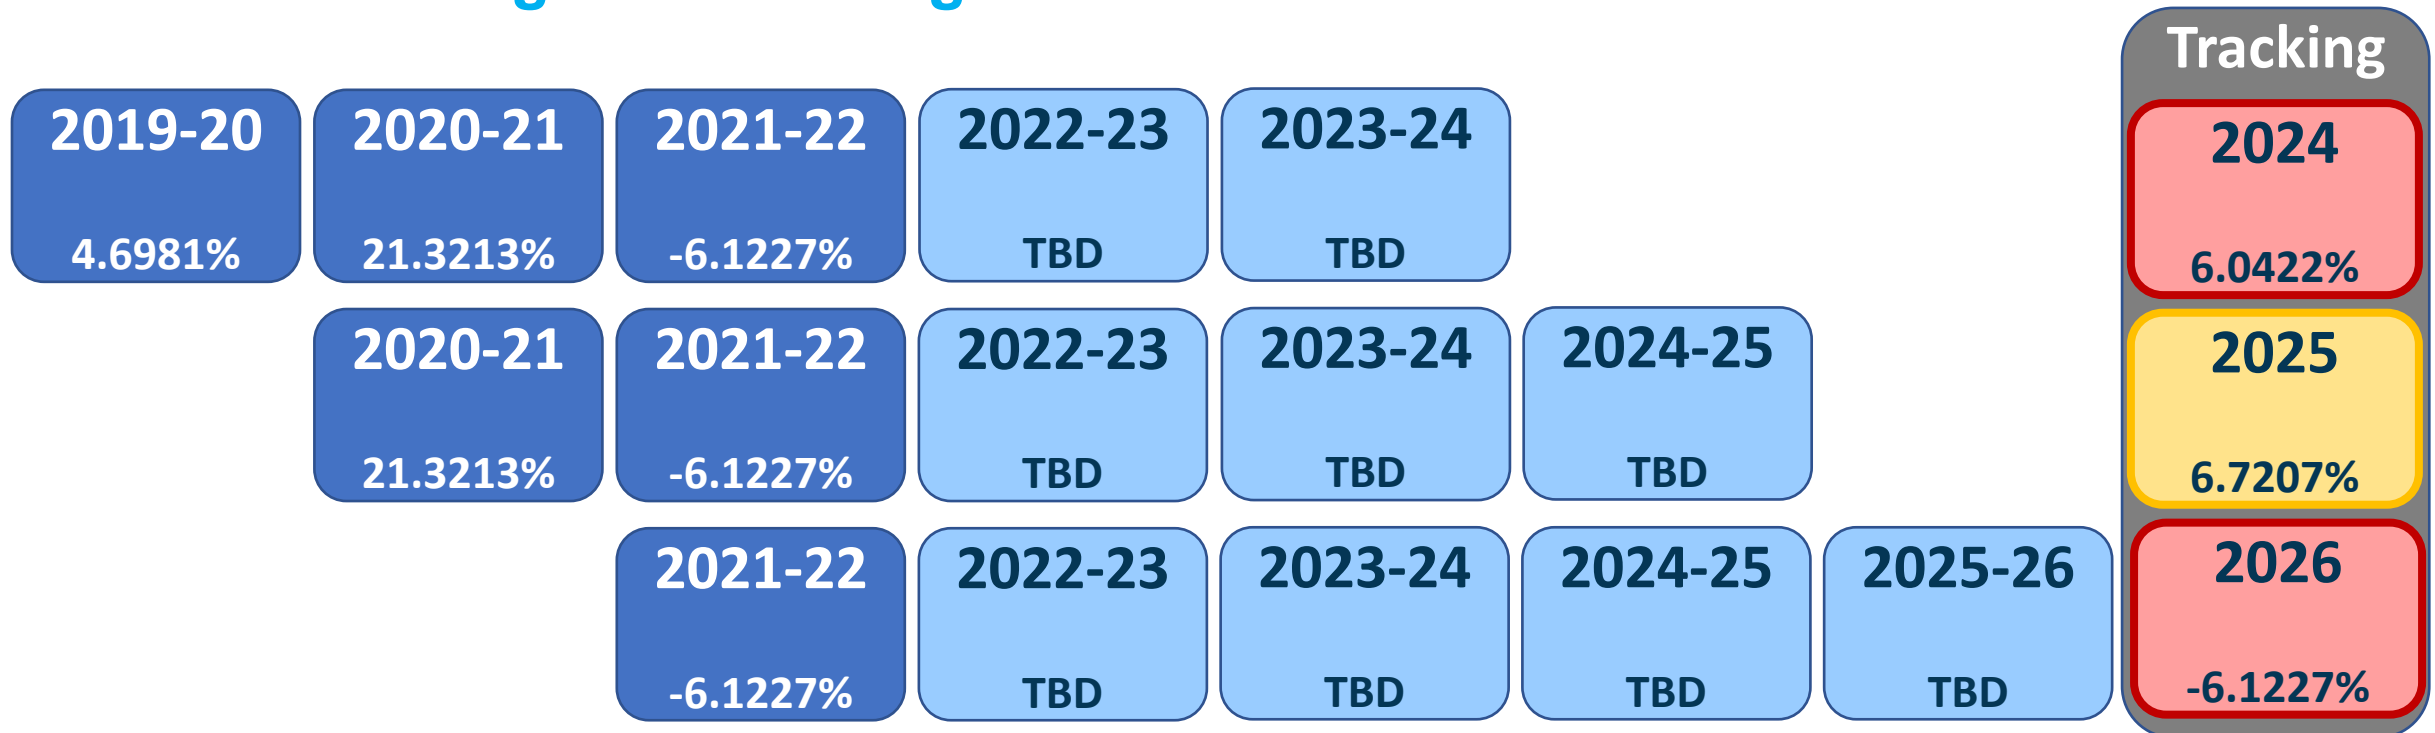 Tracking
2019-20 2020-21 2021-22 2022-23 2023-24 2024
4.6981% 21.3213% -6.1227% TBD TBD 6.0422%
2020-21 2021-22 2022-23 2023-24 2024-25 2025
21.3213% -6.1227% TBD TBD TBD 6.7207%
2021-22 2022-23 2023-24 2024-25 2025-26 2026
-6.1227% TBD TBD TBD TBD -6.1227%